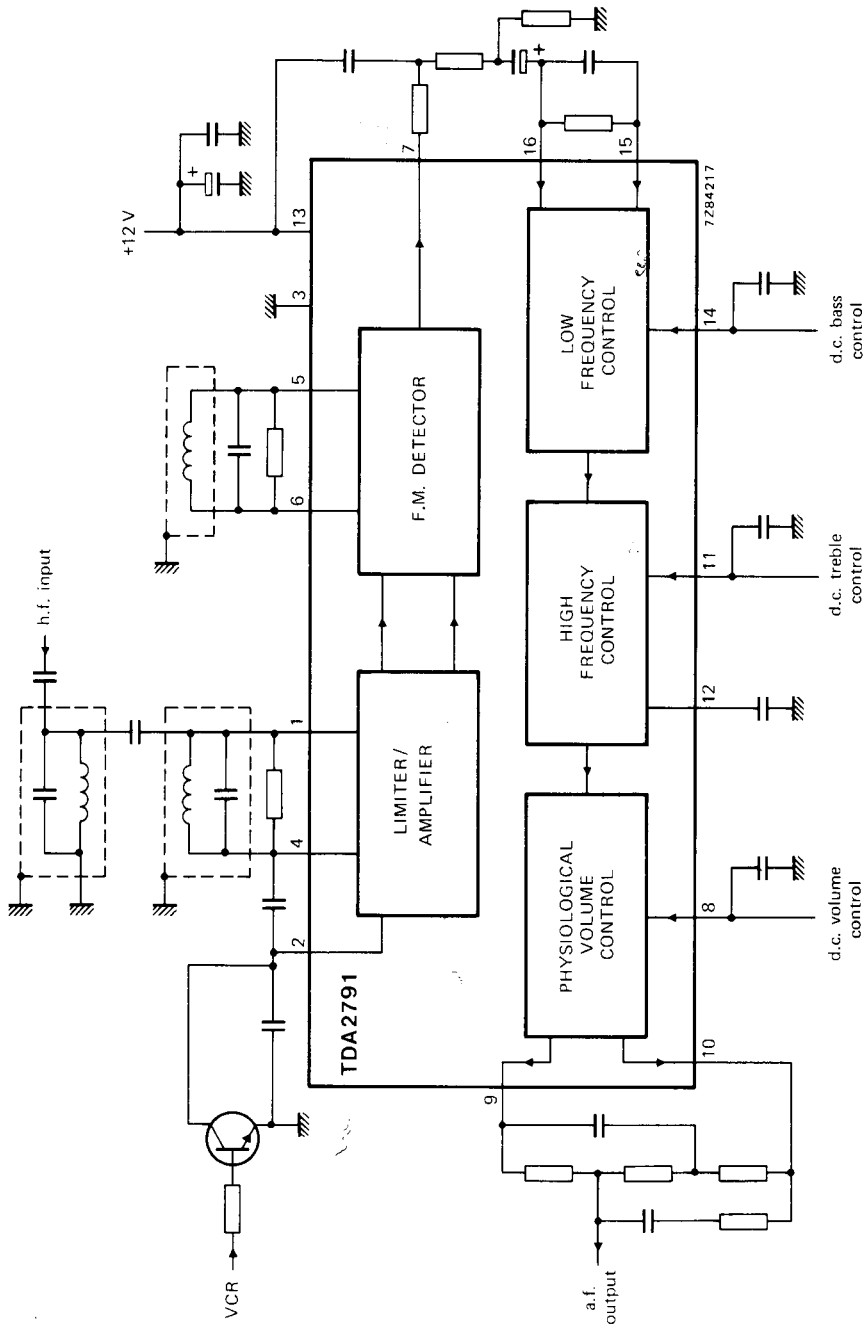 +12 V
h.f. input
13
3
5
6
1
4
2
VCR
TDA2791
LIMITER/
AMPLIFIER
F.M. DETECTOR
7
16
15
PHYSIOLOGICAL
VOLUME
CONTROL
HIGH
FREQUENCY
CONTROL
LOW
FREQUENCY
CONTROL
7Z84217
9
10
8
12
11
14
a.f.
output
d.c. volume
control
d.c. treble
control
d.c. bass
control
+
+